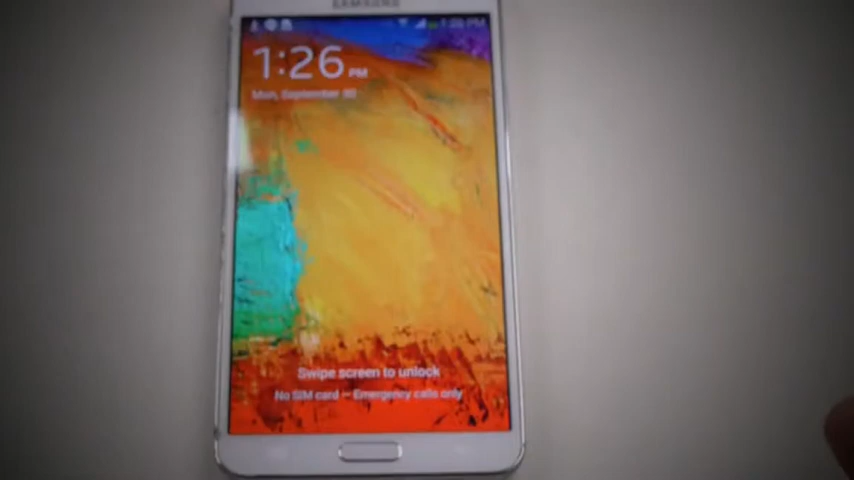 SAMSUNG
1:26 PM
1:26 PM
Mon, September 30
Swipe screen to unlock
No SIM card — Emergency calls only